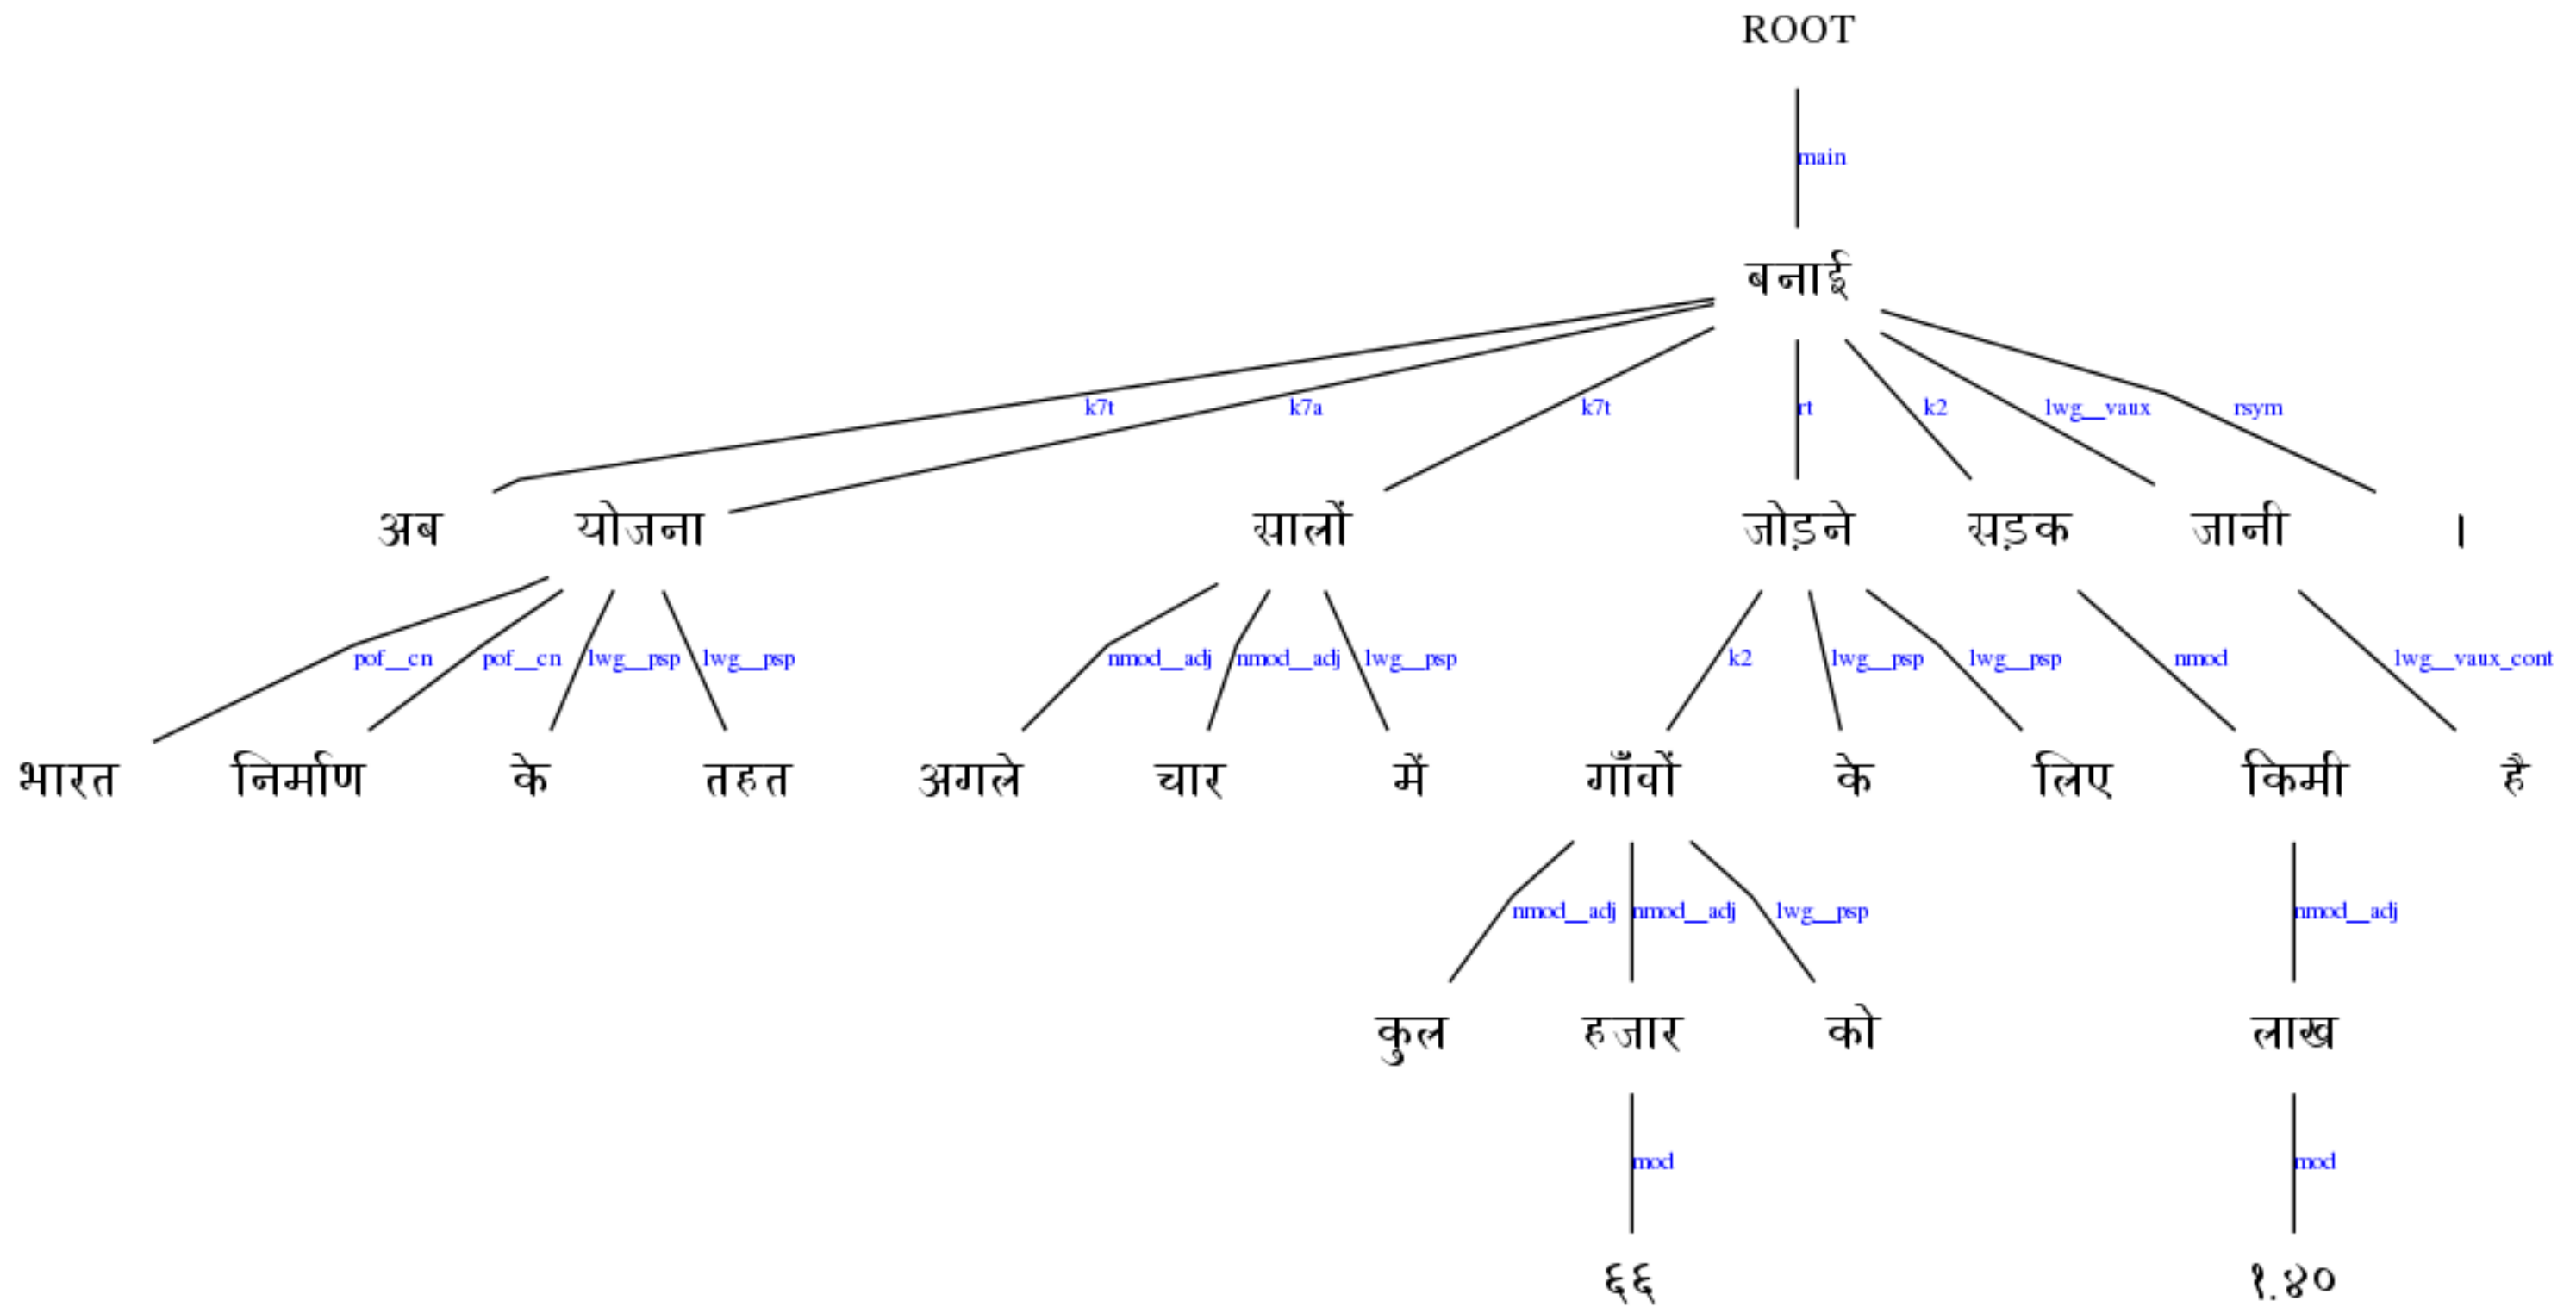 ROOT
main
बनाई
k7t k7a k7t rt k2 lwg__vaux rsym
अब योजना सालों जोड़ने सड़क जानी ।
pof__cn pof__cn lwg__psp lwg__psp nmod__adj nmod__adj lwg__psp k2 lwg__psp lwg__psp nmod lwg__vaux_cont
भारत निर्माण के तहत अगले चार में गाँवों के लिए किमी है
nmod__adj nmod__adj lwg__psp nmod__adj
कुल हजार को लाख
mod mod
६६ १.४०